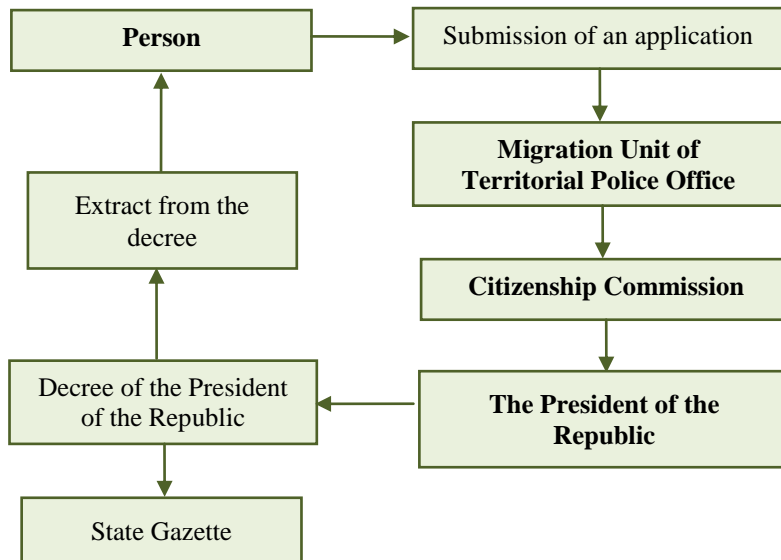 Person
Submission of an application
Migration Unit of
Territorial Police Office
Citizenship Commission
The President of the
Republic
Decree of the President
of the Republic
Extract from the
decree
State Gazette